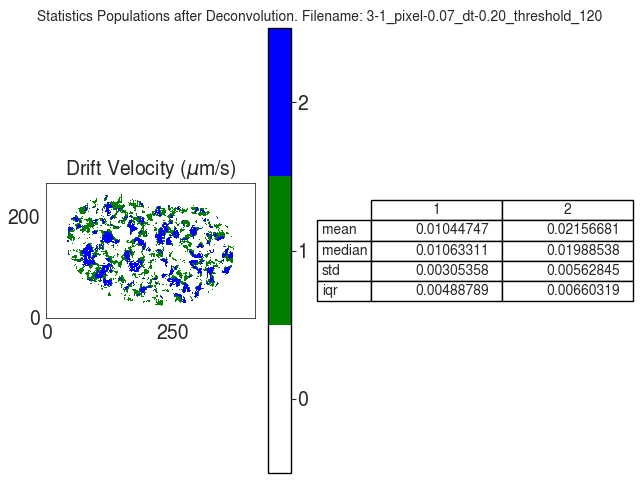 Statistics Populations after Deconvolution. Filename: 3-1_pixel-0.07_dt-0.20_threshold_120
Drift Velocity (μm/s)
200
0
0 250
2
1
0
1 2
mean 0.01044747 0.02156681
median 0.01063311 0.01988538
std 0.00305358 0.00562845
iqr 0.00488789 0.00660319